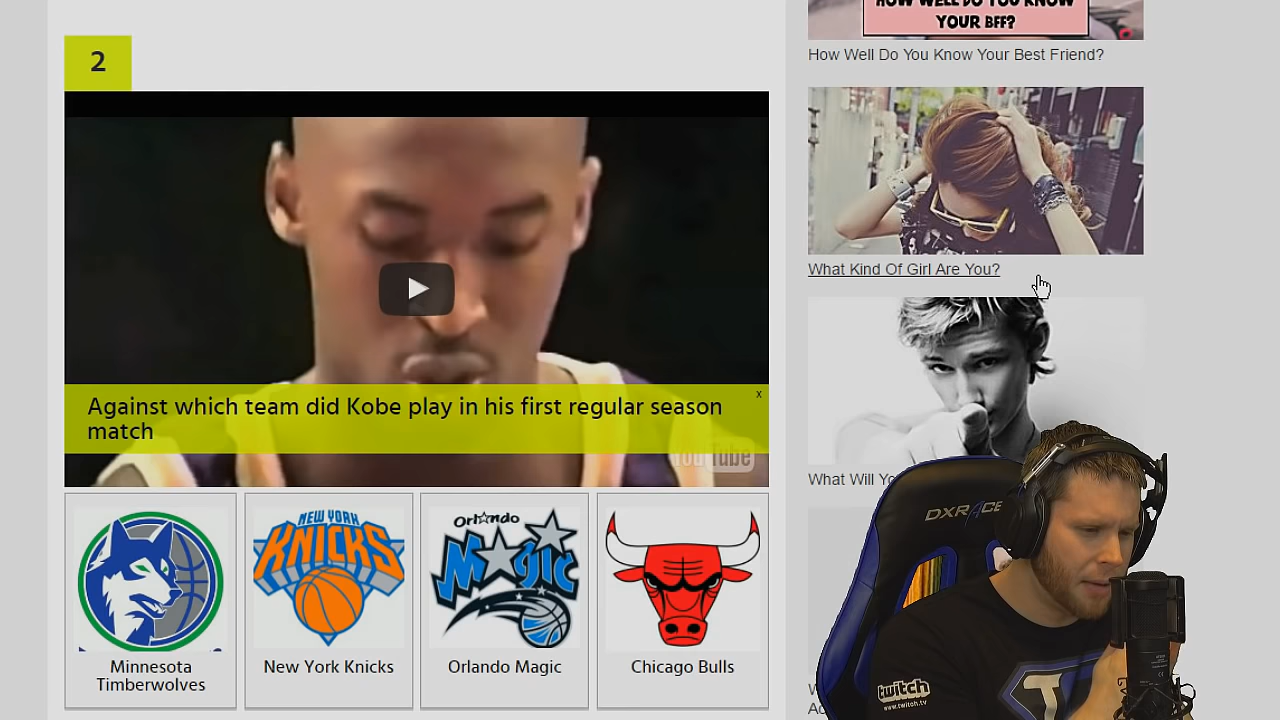 HOW WELL DO YOU KNOW
YOUR BFF?
How Well Do You Know Your Best Friend?
2
What Kind Of Girl Are You?
Against which team did Kobe play in his first regular season
match
x
YouTube
What Will Yo
DXRACE
NEW YORK
KNICKS
Orlando
Magic
Minnesota
Timberwolves
New York Knicks
Orlando Magic
Chicago Bulls
twitch
www.twitch.tv